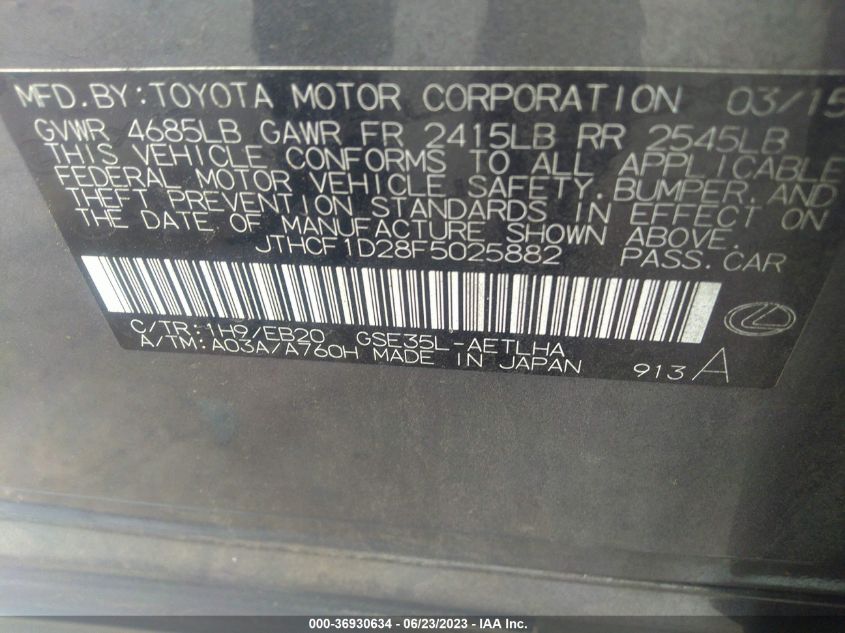 MFD.BY:TOYOTA MOTOR CORPORATION 03/15
GVWR 4685LB GAWR FR 2415LB RR 2545LB
THIS VEHICLE CONFORMS TO ALL APPLICABLE
FEDERAL MOTOR VEHICLE SAFETY,BUMPER,AND
THEFT PREVENTION STANDARDS IN EFFECT ON
THE DATE OF MANUFACTURE SHOWN ABOVE.
JTHCF1D28F5025882 PASS.CAR
C/TR:1H9/EB20 GSE35L-AETLHA
A/TM:A03A/A760H MADE IN JAPAN 913A
000-36930634 - 06/23/2023 - IAA Inc.